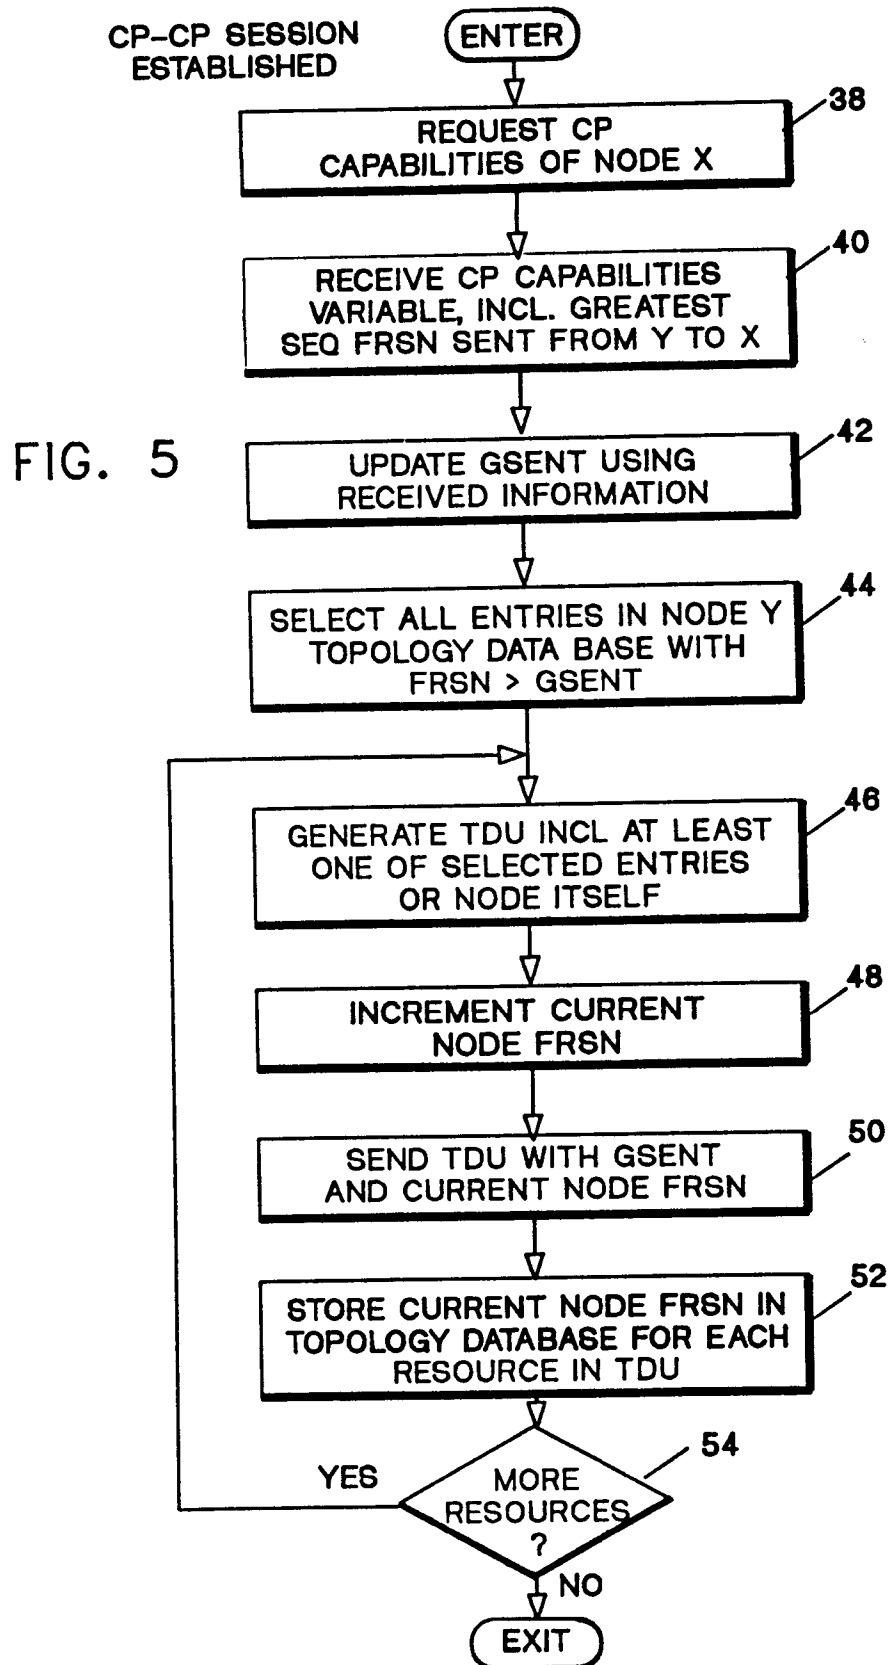 CP-CP SESSION
ESTABLISHED
ENTER
38
REQUEST CP
CAPABILITIES OF NODE X
40
RECEIVE CP CAPABILITIES
VARIABLE, INCL. GREATEST
SEQ FRSN SENT FROM Y TO X
FIG. 5
42
UPDATE GSENT USING
RECEIVED INFORMATION
44
SELECT ALL ENTRIES IN NODE Y
TOPOLOGY DATA BASE WITH
FRSN > GSENT
46
GENERATE TDU INCL AT LEAST
ONE OF SELECTED ENTRIES
OR NODE ITSELF
48
INCREMENT CURRENT
NODE FRSN
50
SEND TDU WITH GSENT
AND CURRENT NODE FRSN
52
STORE CURRENT NODE FRSN IN
TOPOLOGY DATABASE FOR EACH
RESOURCE IN TDU
54
YES
MORE
RESOURCES
?
NO
EXIT